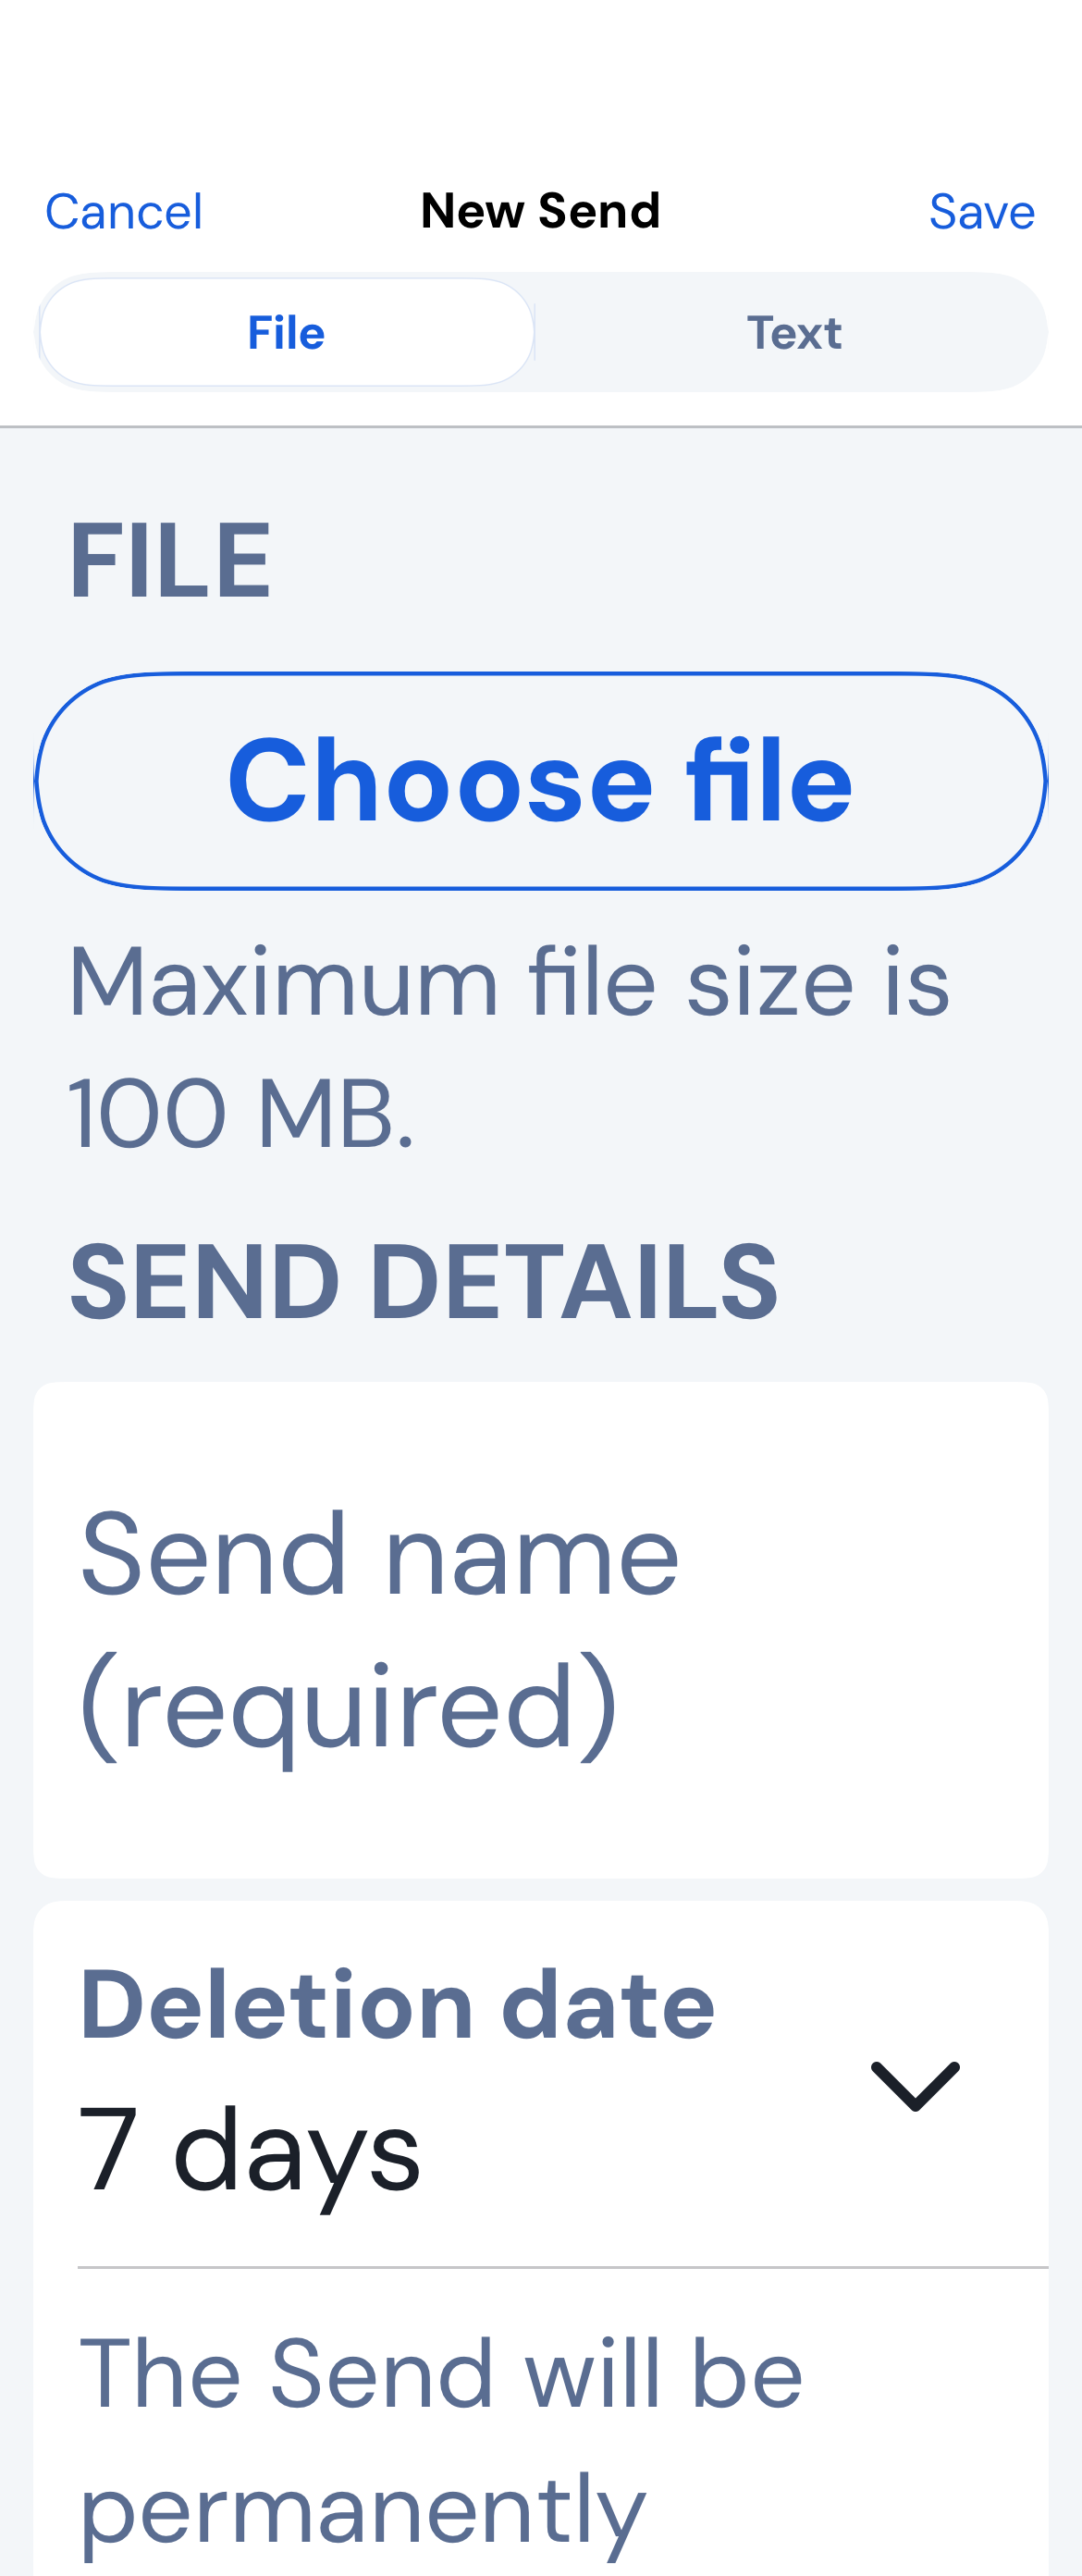 Cancel New Send Save
File Text
FILE
Choose file
Maximum file size is
100 MB.
SEND DETAILS
Send name
(required)
Deletion date
7 days
The Send will be
permanently